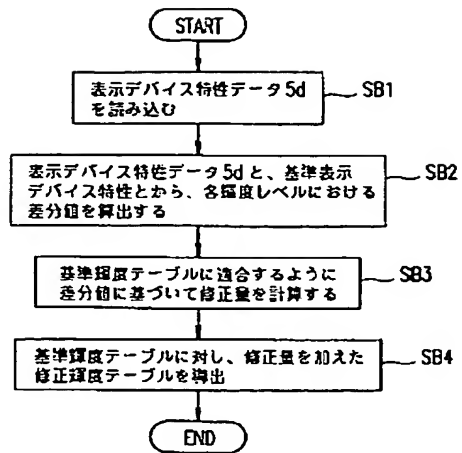 START
表示デバイス特性データ5d
を読み込む
SB1
表示デバイス特性データ5dと、基準表示
デバイス特性とから、各輝度レベルにおける
差分値を算出する
SB2
基準輝度テーブルに適合するように
差分値に基づいて修正量を計算する
SB3
基準輝度テーブルに対し、修正量を加えた
修正輝度テーブルを導出
SB4
END